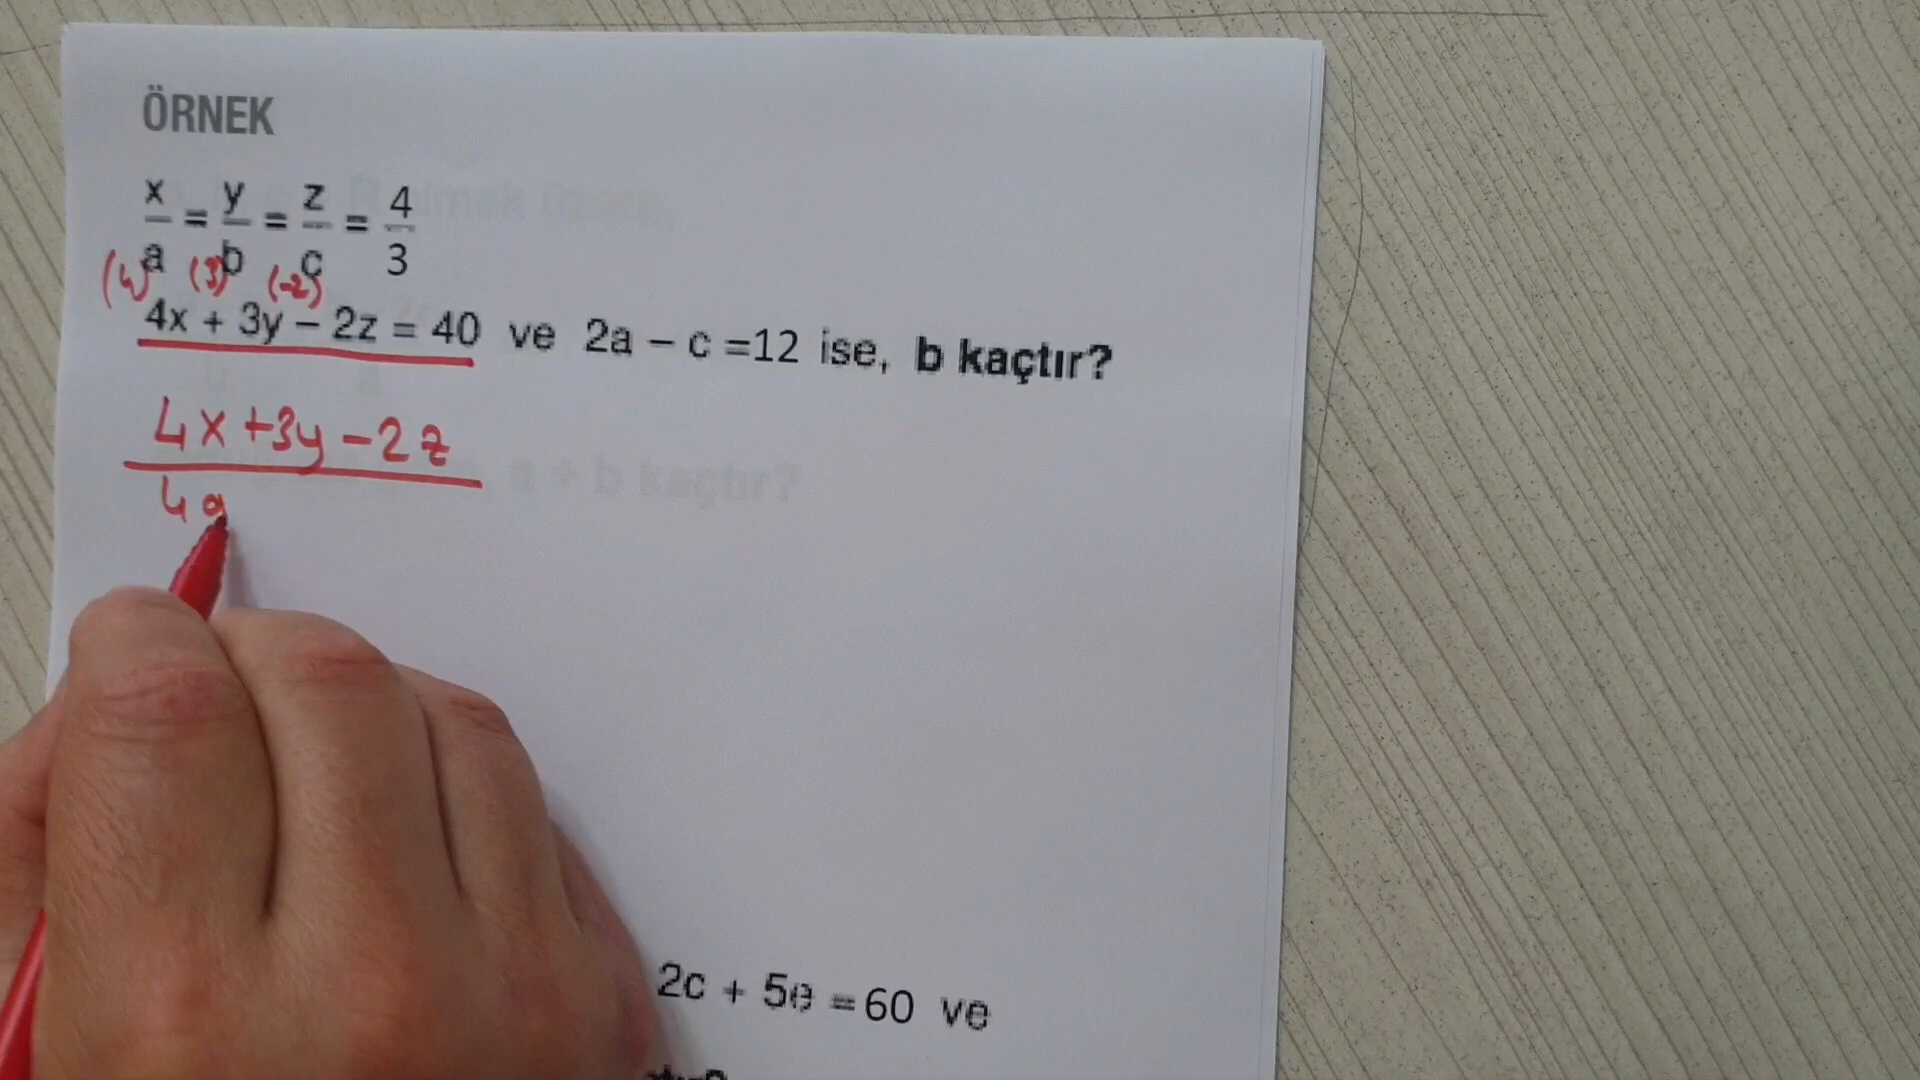 ÖRNEK
x/a = y/b = z/c = 4/3
(4) (3) (-2)
4x + 3y – 2z = 40 ve 2a – c =12 ise, b kaçtır?
4x +3y -2z
4a
2c + 5e = 60 ve